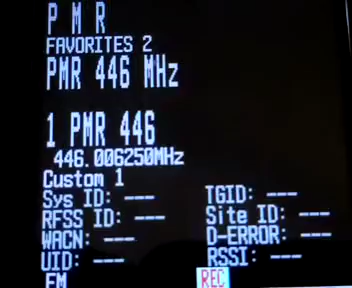 P M R
FAVORITES 2
PMR 446 MHz
1 PMR 446
446.006250MHz
Custom 1
Sys ID: --- TGID: ---
RFSS ID: --- Site ID: ---
WACN: --- D-ERROR: ---
UID: --- RSSI: ---
FM REC